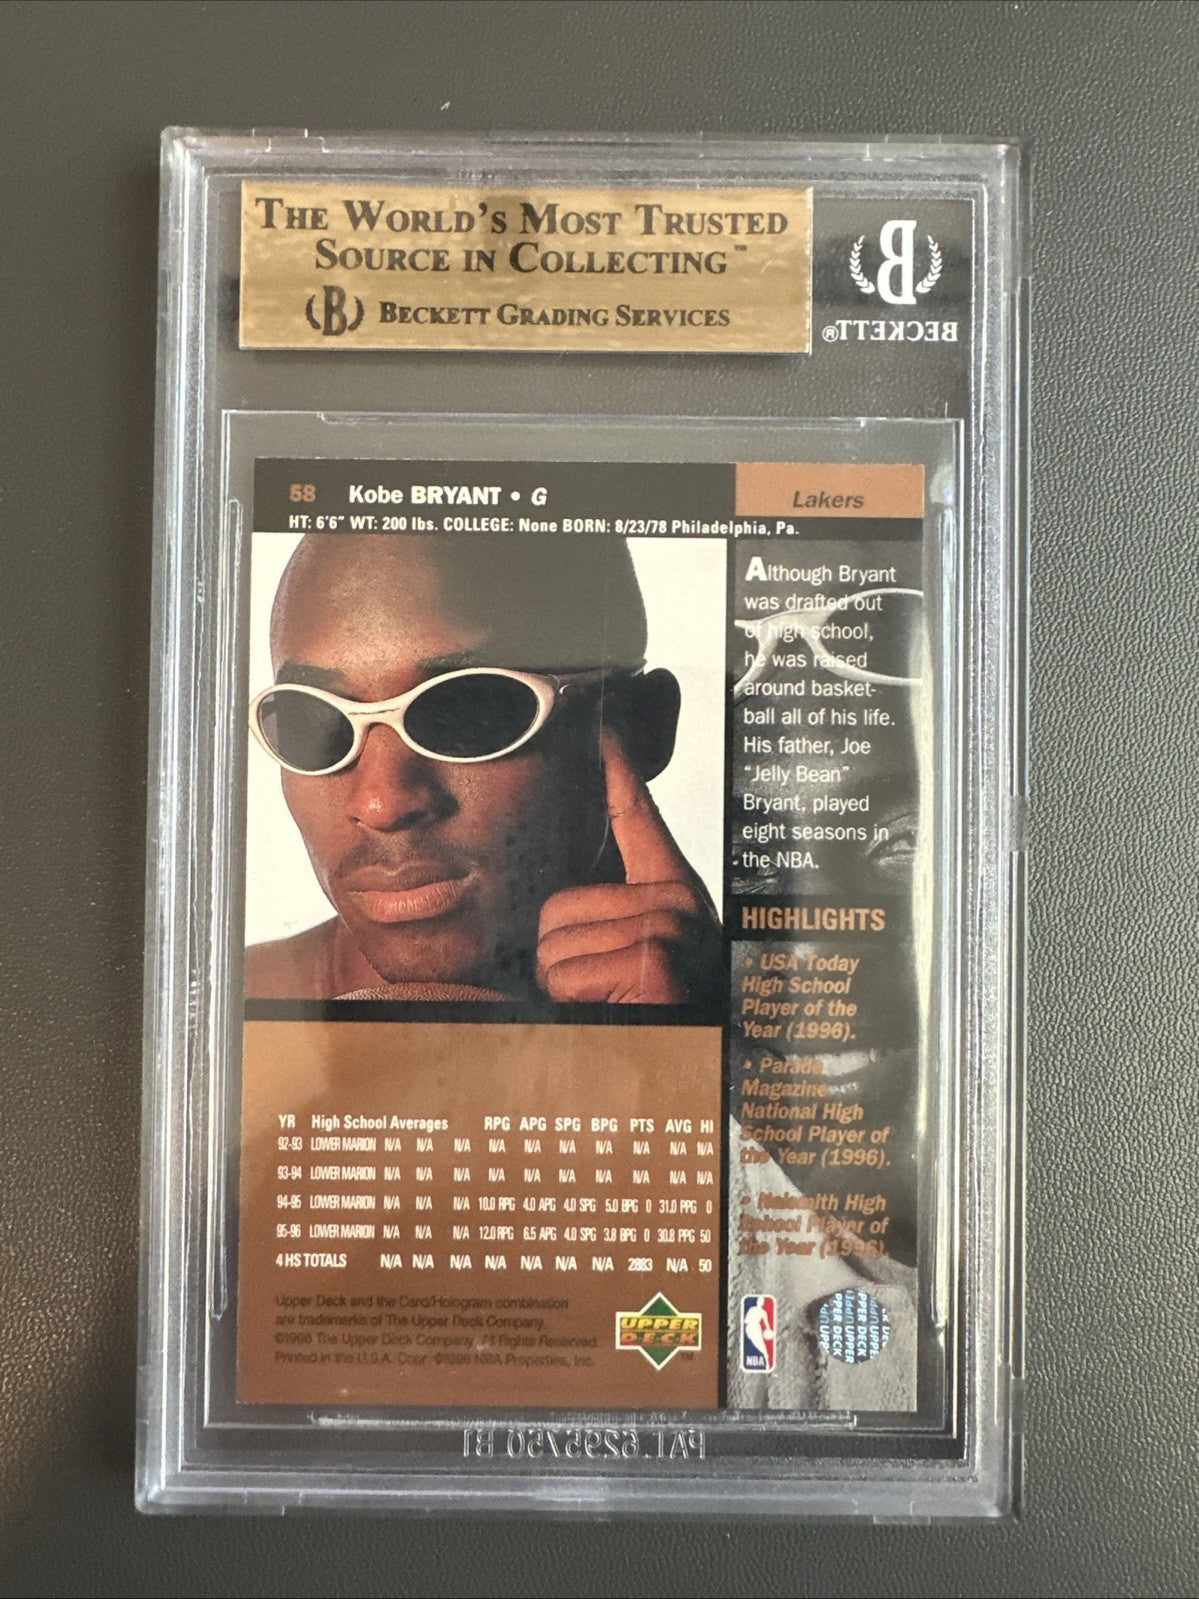 THE WORLD'S MOST TRUSTED
SOURCE IN COLLECTING™
B BECKETT GRADING SERVICES
B
BECKETT®
58 Kobe BRYANT • G
Lakers
HT: 6'6" WT: 200 lbs. COLLEGE: None BORN: 8/23/78 Philadelphia, Pa.
Although Bryant
was drafted out
of high school,
he was raised
around basket-
ball all of his life.
His father, Joe
"Jelly Bean"
Bryant, played
eight seasons in
the NBA.
HIGHLIGHTS
• USA Today
High School
Player of the
Year (1996).
• Parade
Magazine
National High
School Player of
the Year (1996).
• Naismith High
School Player of
the Year (1996).
YR High School Averages RPG APG SPG BPG PTS AVG HI
92-93 LOWER MARION N/A N/A N/A N/A N/A N/A N/A N/A N/A N/A
93-94 LOWER MARION N/A N/A N/A N/A N/A N/A N/A N/A N/A N/A
94-95 LOWER MARION N/A N/A N/A 10.0 RPG 4.0 APG 4.0 SPG 5.0 BPG 0 31.0 PPG 0
95-96 LOWER MARION N/A N/A N/A 12.0 RPG 6.5 APG 4.0 SPG 3.8 BPG 0 30.8 PPG 50
4 HS TOTALS N/A N/A N/A N/A N/A N/A N/A 2883 N/A 50
Upper Deck and the Card/Hologram combination
are trademarks of The Upper Deck Company.
©1996 The Upper Deck Company. All Rights Reserved.
Printed in the U.S.A. Copr. ©1996 NBA Properties, Inc.
UPPER
DECK
TM
NBA
UPPER DECK
PAT.6295750 B1